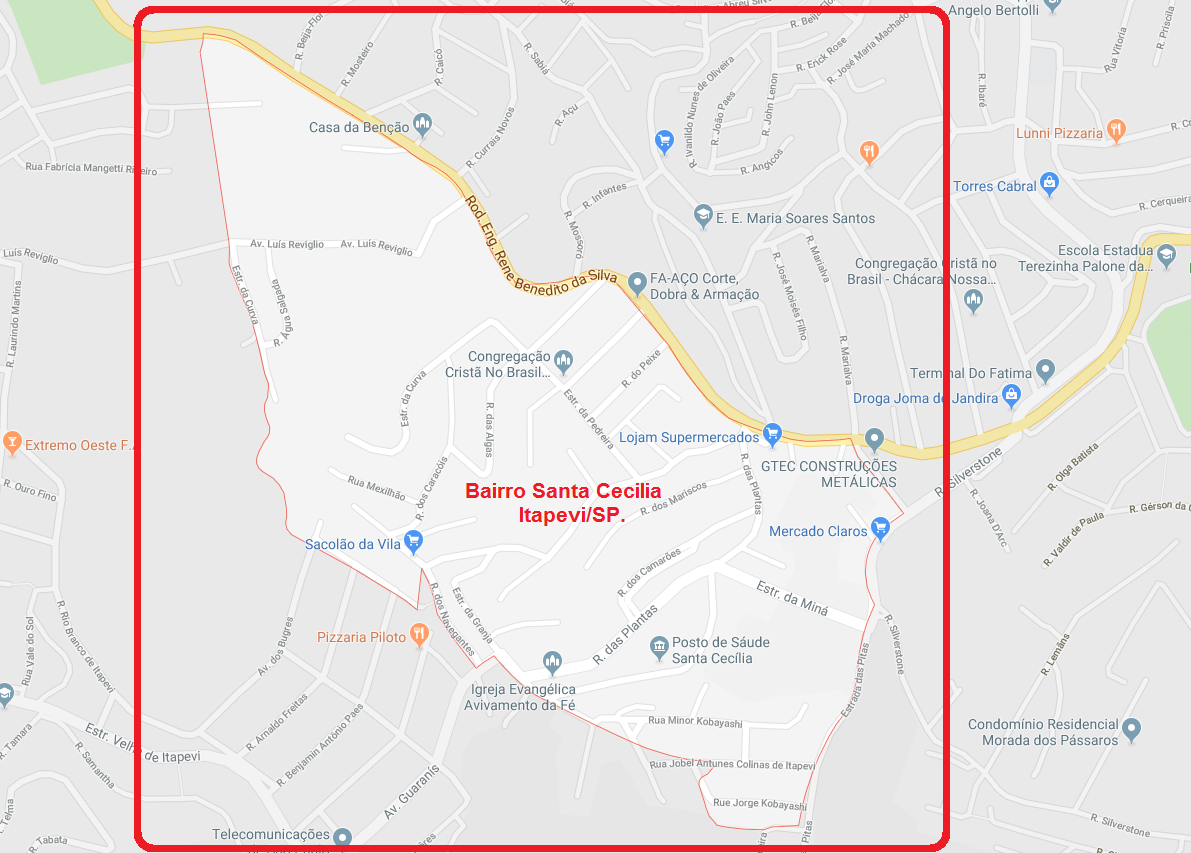 Angelo Bertolli
R. Beija-Flor
R. Mosteiro
R. Caicó
R. Sabiá
R. Beija-Flor
R. Erick Rose
R. José Maria Machado
R. Ibaré
Rua Vitoria
R. Priscila
R. Ivanildo Nunes de Oliveira
R. João Paes
R. John Lenon
R. Açu
Casa da Benção
R. Currais Novos
Lunni Pizzaria
R. Angicos
Rua Fabrícia Mangetti Ribeiro
R. Infantes
Torres Cabral
R. Cerqueira
E. E. Maria Soares Santos
R. Mossoró
Rod. Eng. Rene Benedito da Silva
Luís Reviglio
Av. Luís Reviglio
Av. Luís Reviglio
R. Marialva
R. José Moisés Filho
Congregação Cristã no
Brasil - Chácara Nossa...
Escola Estadua
Terezinha Palone da...
Estr. da Curva
R. Água Salgada
FA-AÇO Corte,
Dobra & Armação
R. Laurindo Martins
Congregação
Cristã No Brasil...
R. do Peixe
R. Marialva
Terminal Do Fatima
Droga Joma de Jandira
Estr. da Curva
R. das Algas
Estr. da Pedreira
Lojam Supermercados
Extremo Oeste F.
GTEC CONSTRUÇÕES
METÁLICAS
R. Silverstone
R. Olga Batista
R. Ouro Fino
Rua Mexilhão
R. dos Caracóis
Bairro Santa Cecilia
Itapevi/SP.
R. dos Mariscos
R. das Plantas
R. Joana D'Arc
R. Valdir de Paula
R. Gérson da C
Sacolão da Vila
Mercado Claros
R. dos Camarões
Estr. da Miná
R. dos Navegantes
Estr. da Granja
R. das Plantas
Rua Vale do Sol
R. Rio Branco de Itapevi
Av. dos Bugres
Pizzaria Piloto
Posto de Sáude
Santa Cecília
R. Silverstone
R. Lemãns
Estrada das Pitas
Igreja Evangélica
Avivamento da Fé
R. Arnaldo Freitas
R. Benjamin Antônio Paes
Rua Minor Kobayashi
Condomínio Residencial
Morada dos Pássaros
R. Tamara
Estr. Velha de Itapevi
R. Samantha
Av. Guaranís
Rua Jobel Antunes Colinas de Itapevi
Rua Jorge Kobayashi
R. Telma
R. Tabata
Telecomunicações
Pitas
R. Silverstone